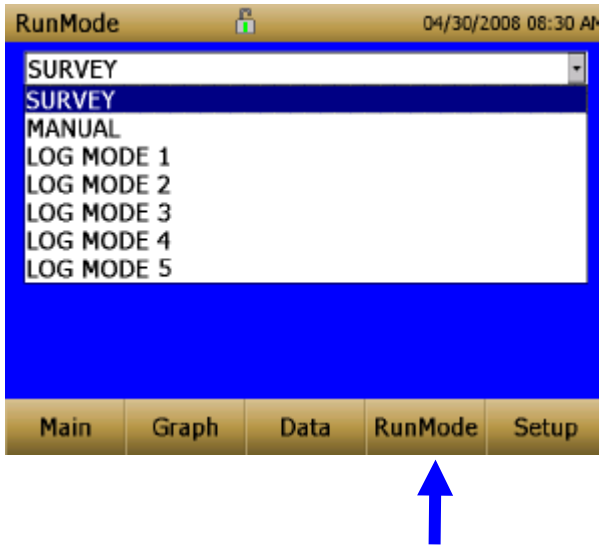 RunMode 04/30/2008 08:30 AM
SURVEY
SURVEY
MANUAL
LOG MODE 1
LOG MODE 2
LOG MODE 3
LOG MODE 4
LOG MODE 5
Main Graph Data RunMode Setup